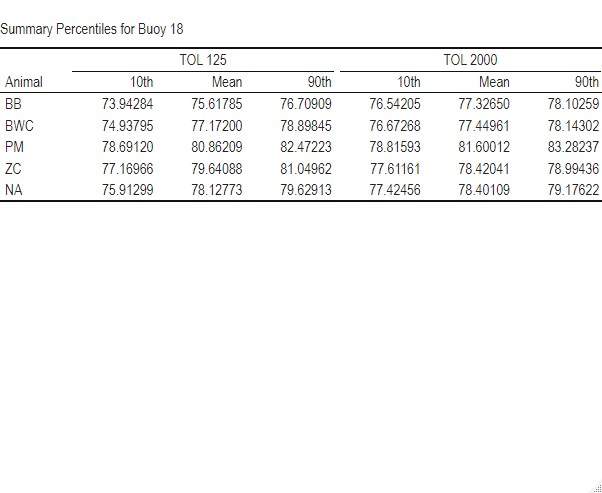 Summary Percentiles for Buoy 18
TOL 125 TOL 2000
Animal 10th Mean 90th 10th Mean 90th
BB 73.94284 75.61785 76.70909 76.54205 77.32650 78.10259
BWC 74.93795 77.17200 78.89845 76.67268 77.44961 78.14302
PM 78.69120 80.86209 82.47223 78.81593 81.60012 83.28237
ZC 77.16966 79.64088 81.04962 77.61161 78.42041 78.99436
NA 75.91299 78.12773 79.62913 77.42456 78.40109 79.17622